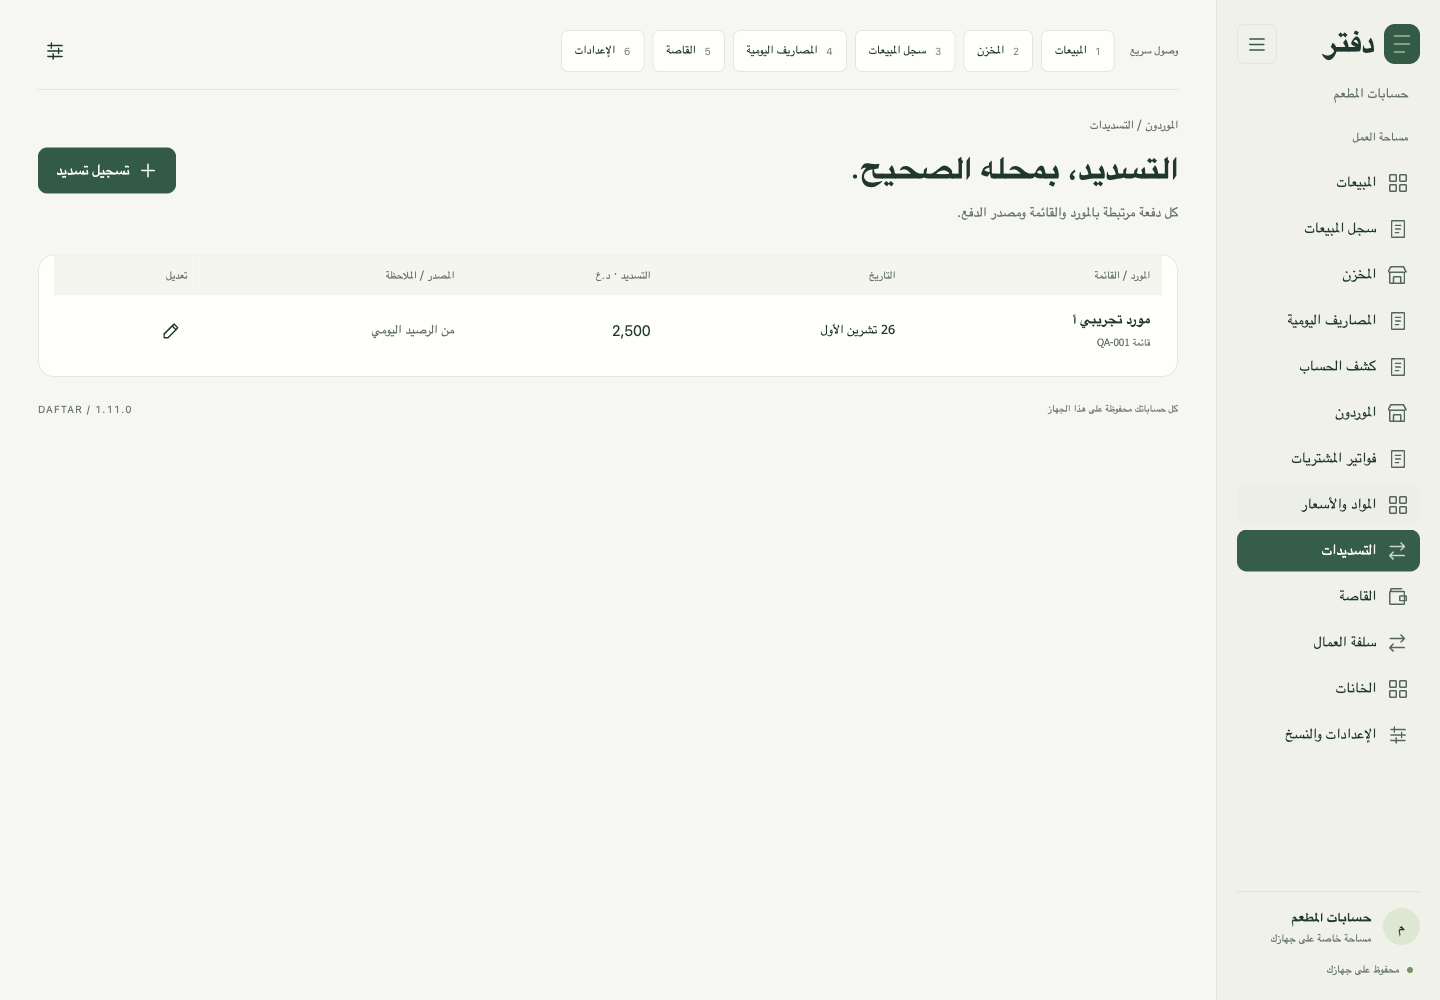 دفتر
حسابات المطعم
مساحة العمل
المبيعات
سجل المبيعات
المخزن
المصاريف اليومية
كشف الحساب
الموردون
فواتير المشتريات
المواد والأسعار
التسديدات
القاصة
سلفة العمال
الخانات
الإعدادات والنسخ
م
حسابات المطعم
مساحة خاصة على جهازك
محفوظ على جهازك
وصول سريع
1 المبيعات
2 المخزن
3 سجل المبيعات
4 المصاريف اليومية
5 القاصة
6 الإعدادات
الموردون / التسديدات
التسديد، بمحله الصحيح.
كل دفعة مرتبطة بالمورد والقائمة ومصدر الدفع.
تسجيل تسديد
المورد / القائمة التاريخ التسديد · د.ع المصدر / الملاحظة تعديل
مورد تجريبي أ 26 تشرين الأول 2,500 من الرصيد اليومي
قائمة QA-001
كل حساباتك محفوظة على هذا الجهاز
DAFTAR / 1.11.0